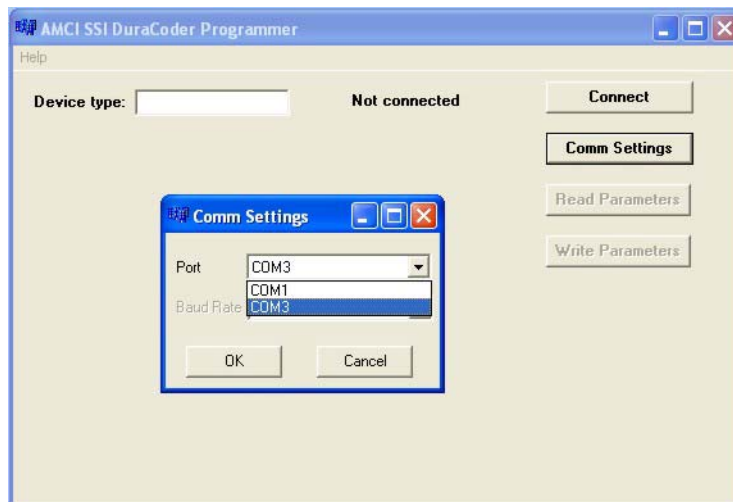 AMCI SSI DuraCoder Programmer
Help
Device type:
Not connected
Connect
Comm Settings
Read Parameters
Write Parameters
Comm Settings
Port
COM3
COM1
COM3
Baud Rate
OK
Cancel